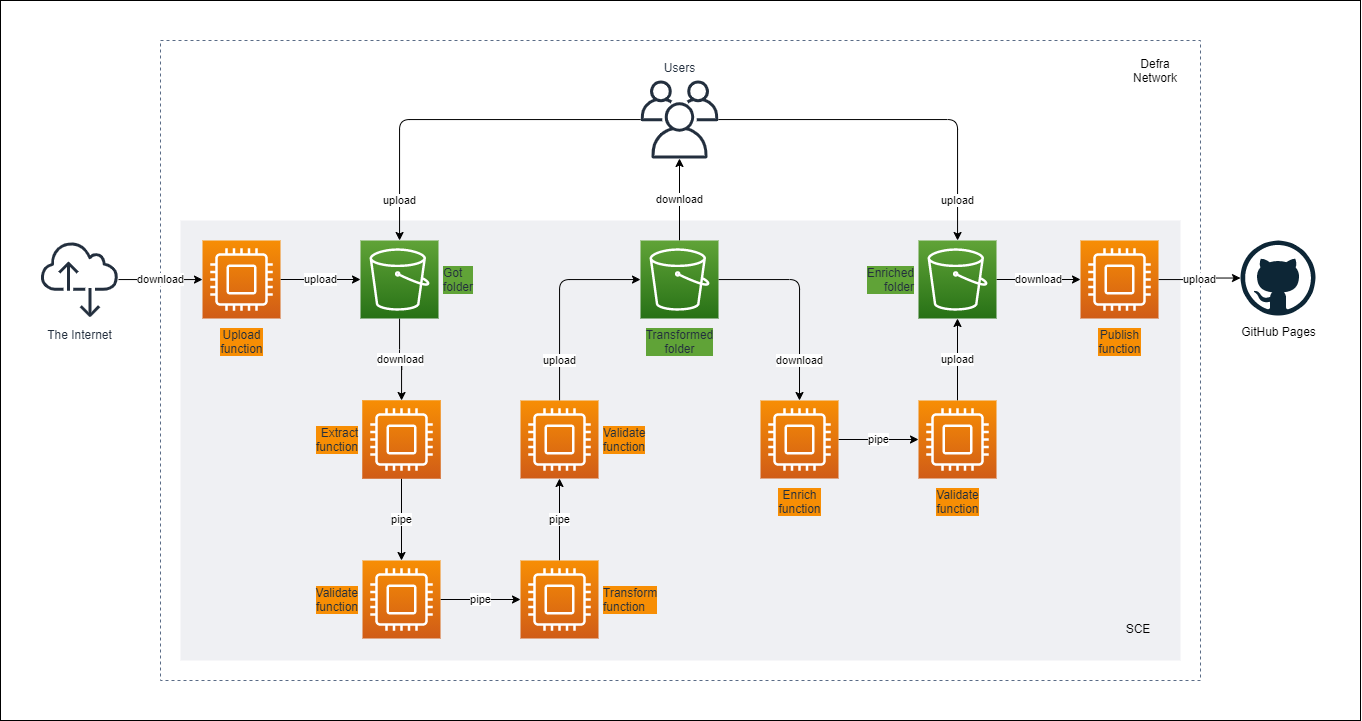 Defra
Network
Users
upload
download
upload
The Internet
download
Upload
function
upload
Got
folder
download
Extract
function
pipe
Validate
function
pipe
Transform
function
pipe
Validate
function
upload
Transformed
folder
download
Enrich
function
pipe
Validate
function
upload
Enriched
folder
download
Publish
function
upload
GitHub Pages
SCE